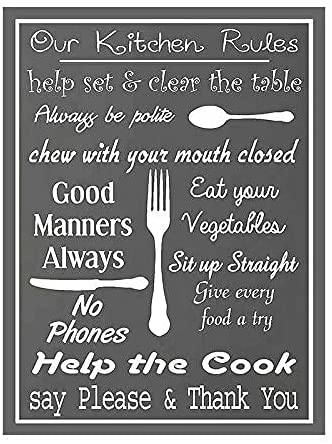 Our Kitchen Rules
help set & clear the table
Always be polite
chew with your mouth closed
Good
Manners
Always
Eat your
Vegetables
Sit up Straight
No
Phones
Give every
food a try
Help the Cook
say Please & Thank You